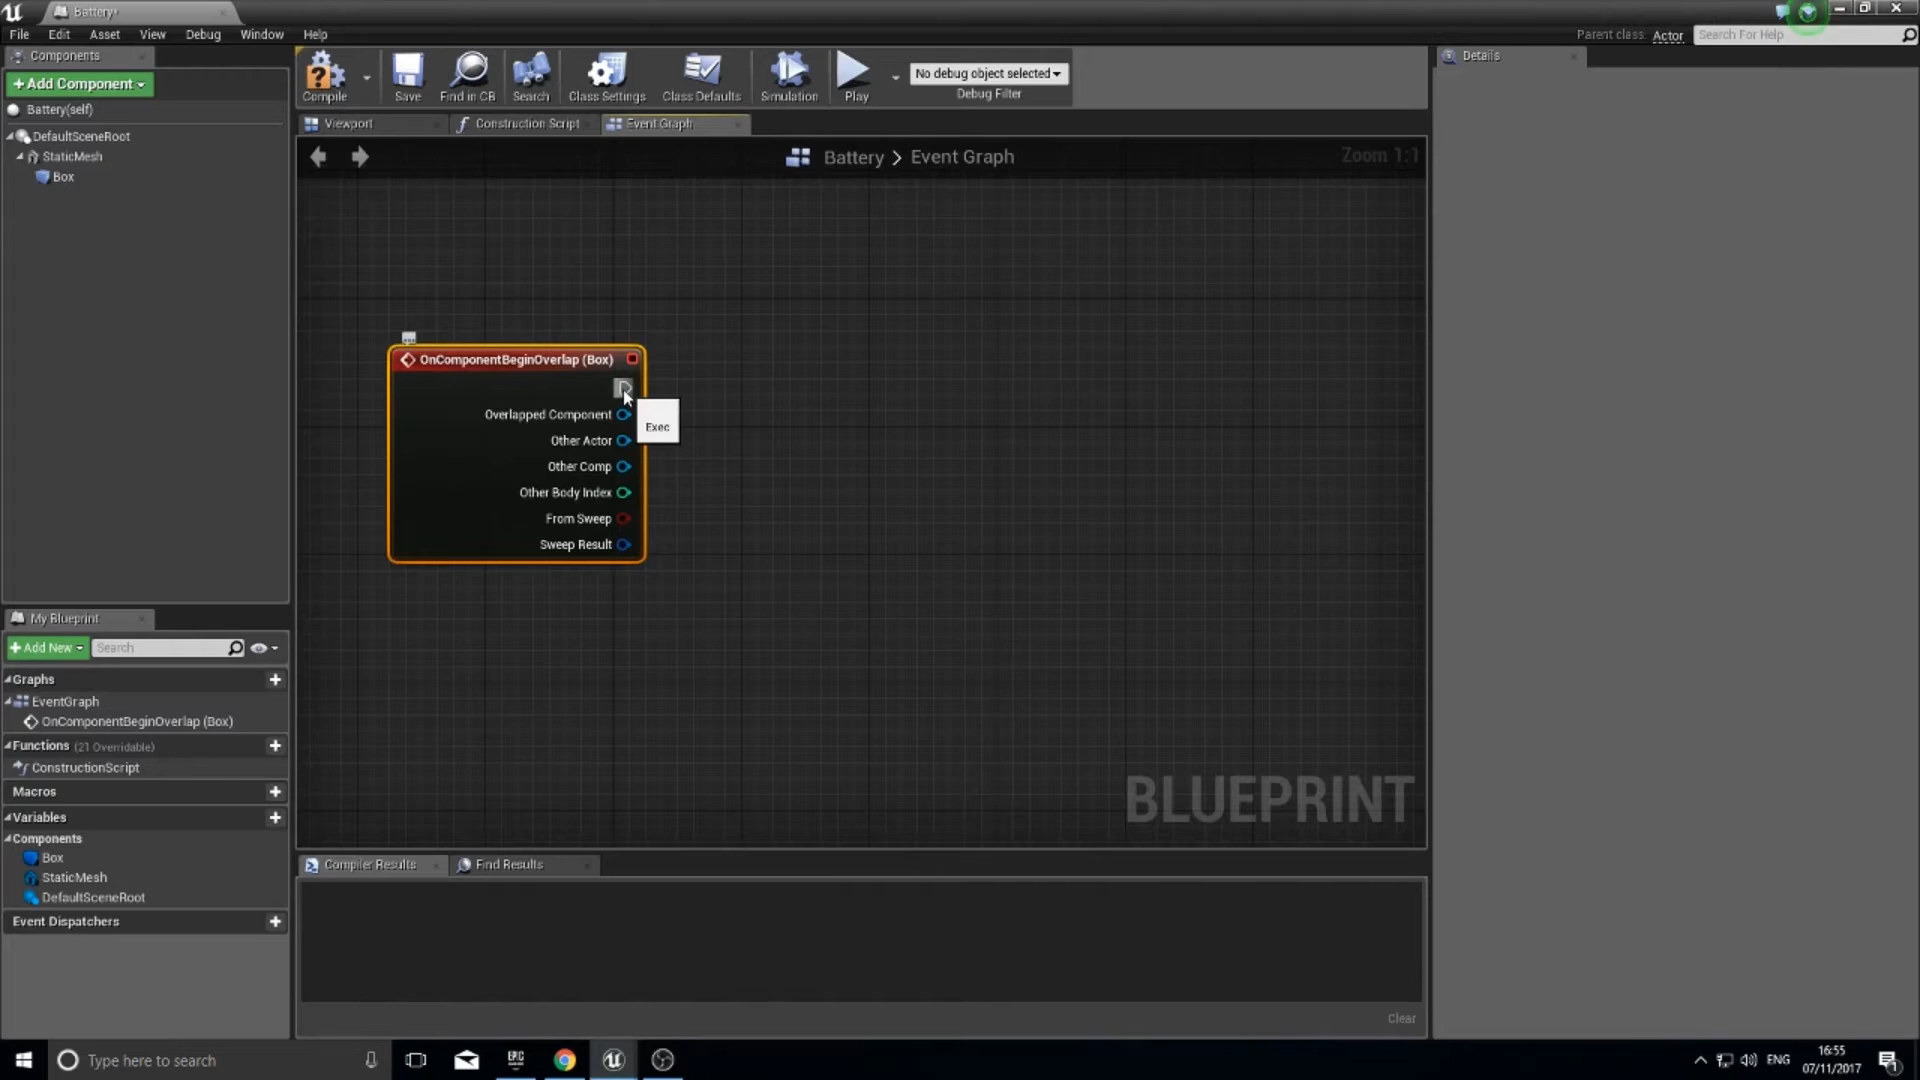 Battery*
File Edit Asset View Debug Window Help
Parent class: Actor
Search For Help
Components
+Add Component
Battery(self)
DefaultSceneRoot
StaticMesh
Box
Compile
Save
Find in CB
Search
Class Settings
Class Defaults
Simulation
Play
No debug object selected
Debug Filter
Details
Viewport
Construction Script
Event Graph
Battery > Event Graph
Zoom 1:1
OnComponentBeginOverlap (Box)
Overlapped Component
Exec
Other Actor
Other Comp
Other Body Index
From Sweep
Sweep Result
BLUEPRINT
My Blueprint
+Add New
Search
Graphs
EventGraph
OnComponentBeginOverlap (Box)
Functions (21 Overridable)
ConstructionScript
Macros
Variables
Components
Box
StaticMesh
DefaultSceneRoot
Event Dispatchers
Compiler Results
Find Results
Clear
Type here to search
EPIC
ENG
16:55
07/11/2017